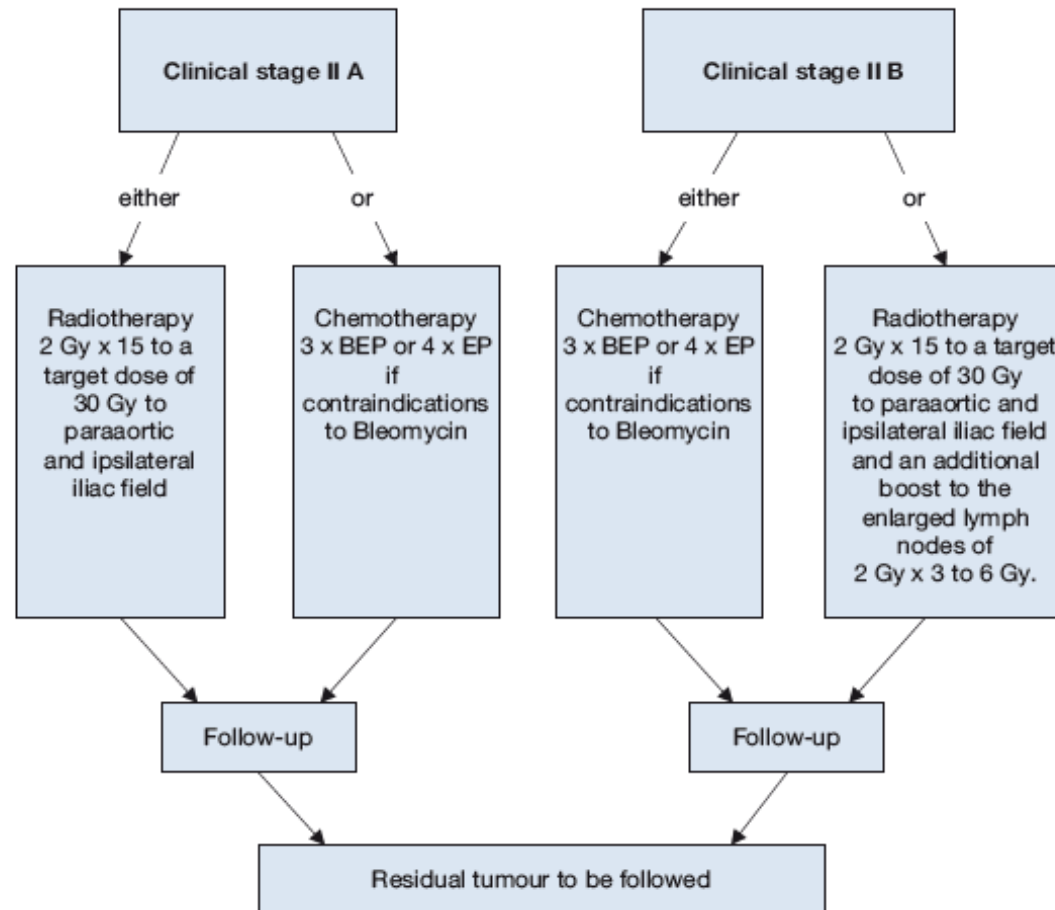 Clinical stage II A
Clinical stage II B
either
or
either
or
Radiotherapy
2 Gy x 15 to a
target dose of
30 Gy to
paraaortic
and ipsilateral
iliac field
Chemotherapy
3 x BEP or 4 x EP
if
contraindications
to Bleomycin
Chemotherapy
3 x BEP or 4 x EP
if
contraindications
to Bleomycin
Radiotherapy
2 Gy x 15 to a target
dose of 30 Gy
to paraaortic and
ipsilateral iliac field
and an additional
boost to the
enlarged lymph
nodes of
2 Gy x 3 to 6 Gy.
Follow-up
Follow-up
Residual tumour to be followed